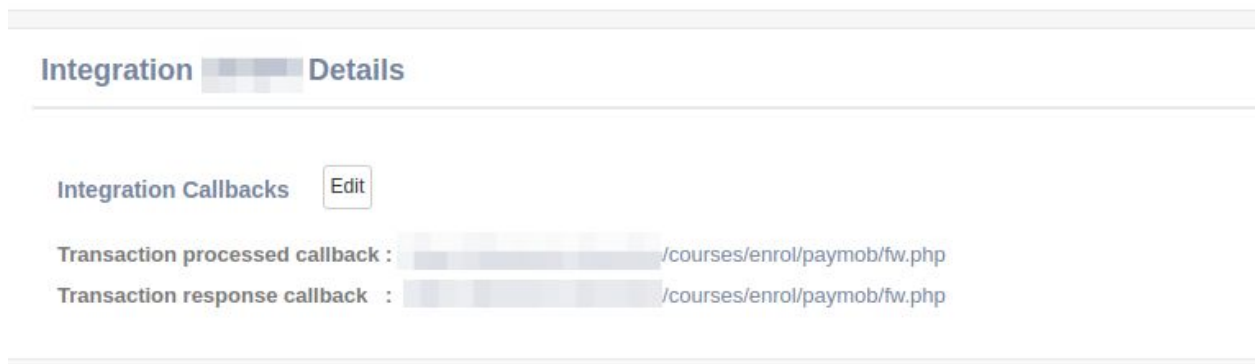 Integration Details
Integration Callbacks Edit
Transaction processed callback : /courses/enrol/paymob/fw.php
Transaction response callback : /courses/enrol/paymob/fw.php